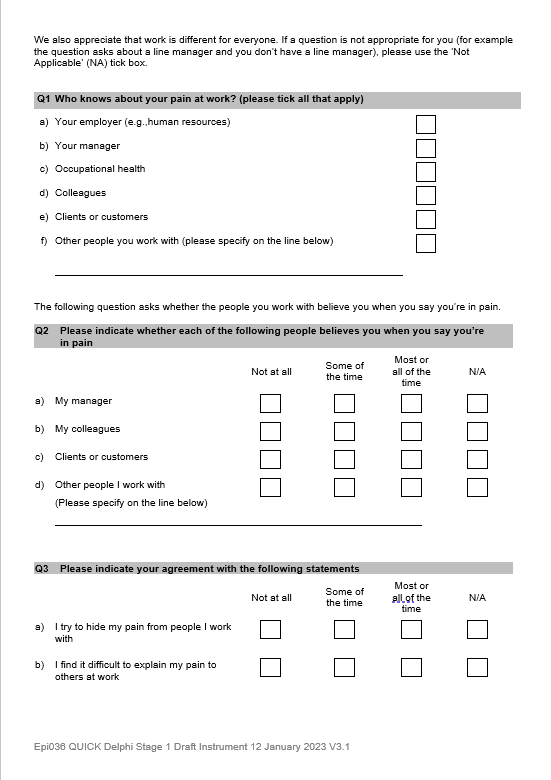 We also appreciate that work is different for everyone. If a question is not appropriate for you (for example
the question asks about a line manager and you don't have a line manager), please use the 'Not
Applicable' (NA) tick box.
Q1 Who knows about your pain at work? (please tick all that apply)
a) Your employer (e.g.,human resources)
b) Your manager
c) Occupational health
d) Colleagues
e) Clients or customers
f) Other people you work with (please specify on the line below)
The following question asks whether the people you work with believe you when you say you're in pain.
Q2 Please indicate whether each of the following people believes you when you say you're
in pain
Not at all Some of the time Most or all of the time N/A
a) My manager
b) My colleagues
c) Clients or customers
d) Other people I work with
(Please specify on the line below)
Q3 Please indicate your agreement with the following statements
Not at all Some of the time Most or all of the time N/A
a) I try to hide my pain from people I work
with
b) I find it difficult to explain my pain to
others at work
Epi036 QUICK Delphi Stage 1 Draft Instrument 12 January 2023 V3.1